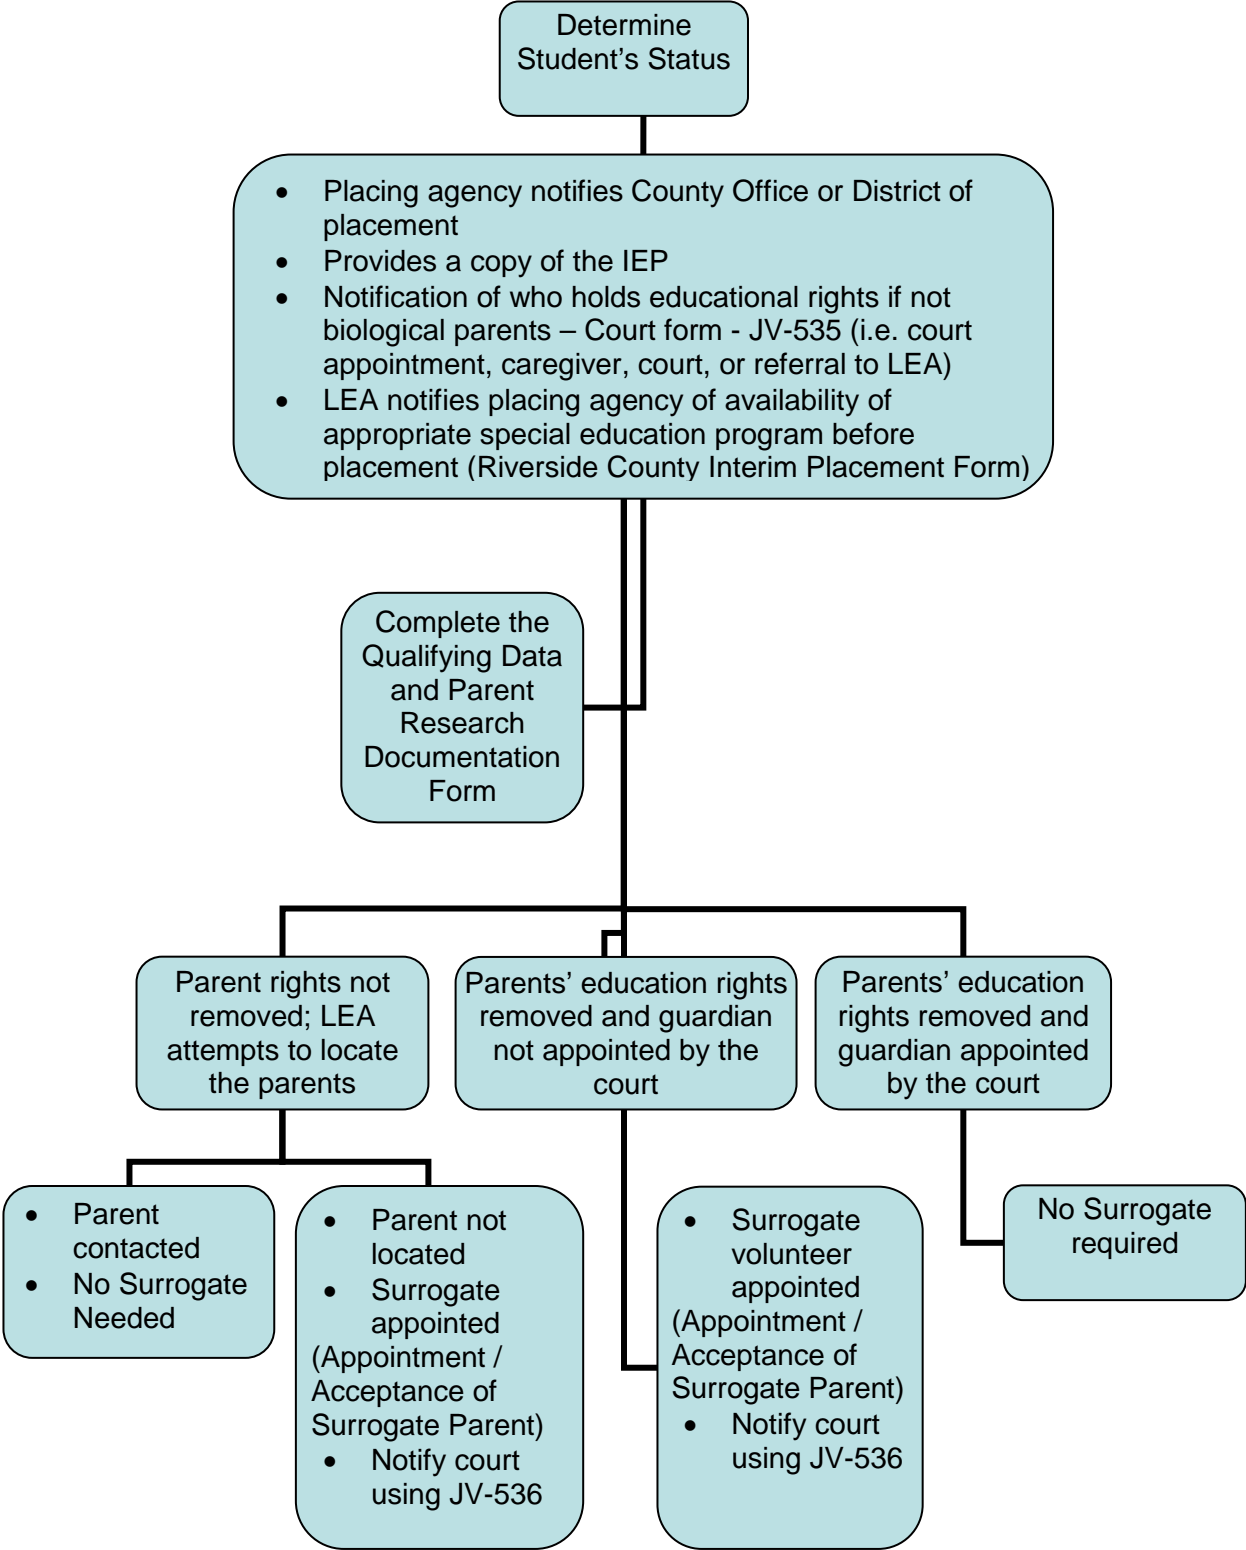 Determine
Student’s Status
• Placing agency notifies County Office or District of
placement
• Provides a copy of the IEP
• Notification of who holds educational rights if not
biological parents – Court form - JV-535 (i.e. court
appointment, caregiver, court, or referral to LEA)
• LEA notifies placing agency of availability of
appropriate special education program before
placement (Riverside County Interim Placement Form)
Complete the
Qualifying Data
and Parent
Research
Documentation
Form
Parent rights not
removed; LEA
attempts to locate
the parents
Parents’ education rights
removed and guardian
not appointed by the
court
Parents’ education
rights removed and
guardian appointed
by the court
• Parent
contacted
• No Surrogate
Needed
• Parent not
located
• Surrogate
appointed
(Appointment /
Acceptance of
Surrogate Parent)
• Notify court
using JV-536
• Surrogate
volunteer
appointed
(Appointment /
Acceptance of
Surrogate Parent)
• Notify court
using JV-536
No Surrogate
required